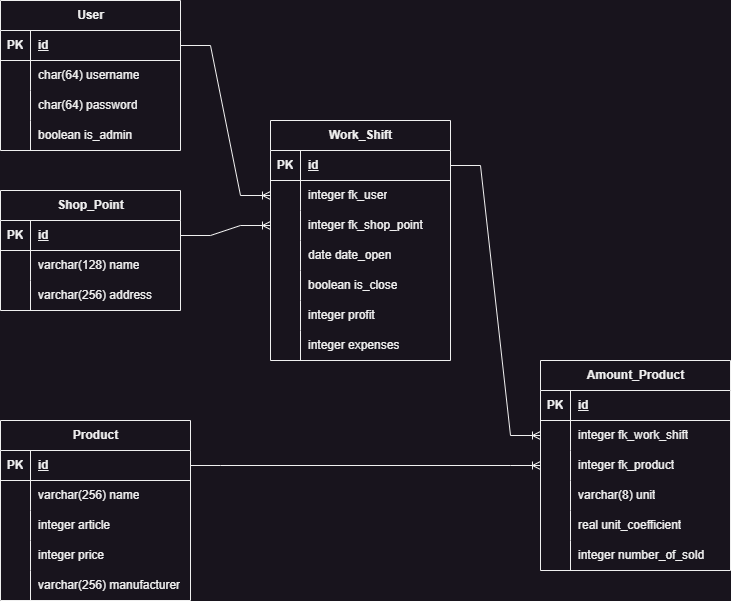 User
PK id
char(64) username
char(64) password
boolean is_admin
Work_Shift
PK id
integer fk_user
integer fk_shop_point
date date_open
boolean is_close
integer profit
integer expenses
Shop_Point
PK id
varchar(128) name
varchar(256) address
Amount_Product
PK id
integer fk_work_shift
integer fk_product
varchar(8) unit
real unit_coefficient
integer number_of_sold
Product
PK id
varchar(256) name
integer article
integer price
varchar(256) manufacturer